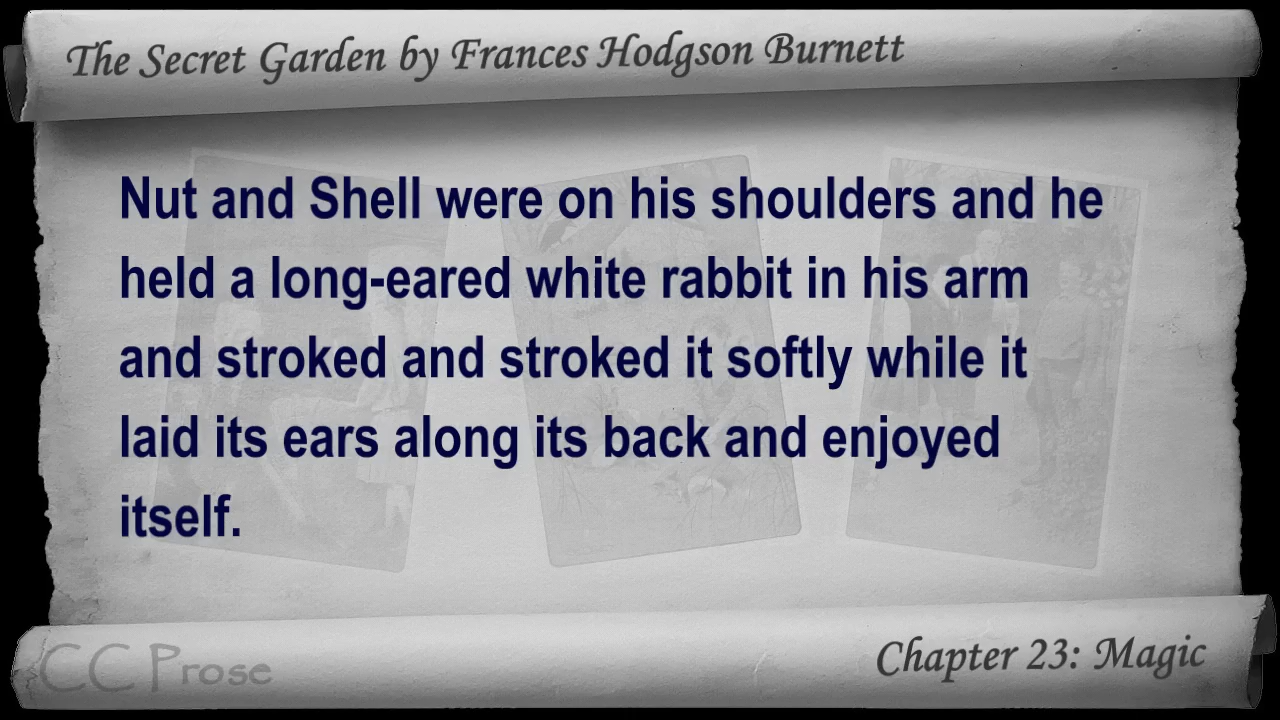 The Secret Garden by Frances Hodgson Burnett
Nut and Shell were on his shoulders and he
held a long-eared white rabbit in his arm
and stroked and stroked it softly while it
laid its ears along its back and enjoyed
itself.
CC Prose
Chapter 23: Magic